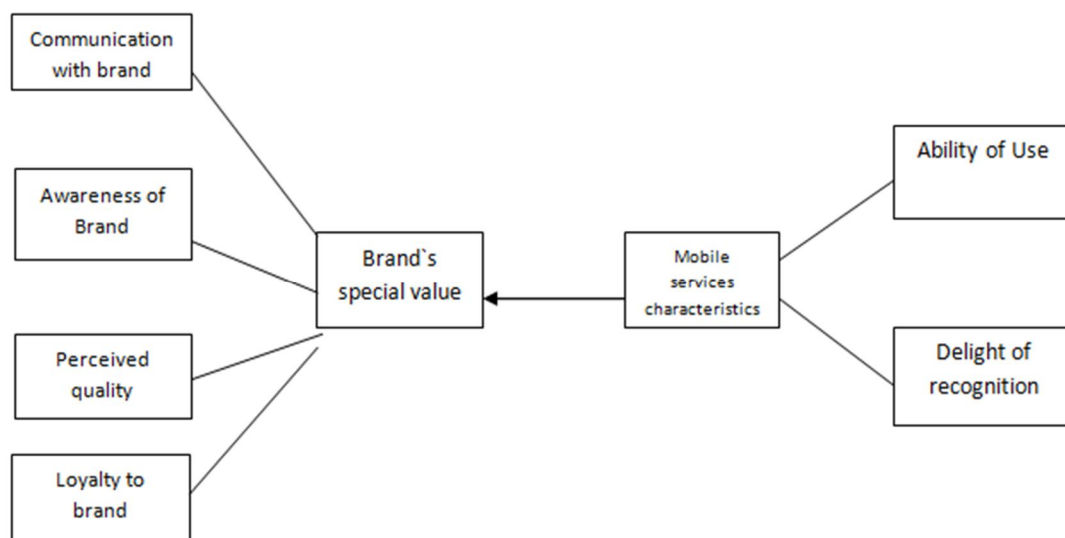 Communication
with brand
Awareness of
Brand
Perceived
quality
Loyalty to
brand
Brand`s
special value
Mobile
services
characteristics
Ability of Use
Delight of
recognition